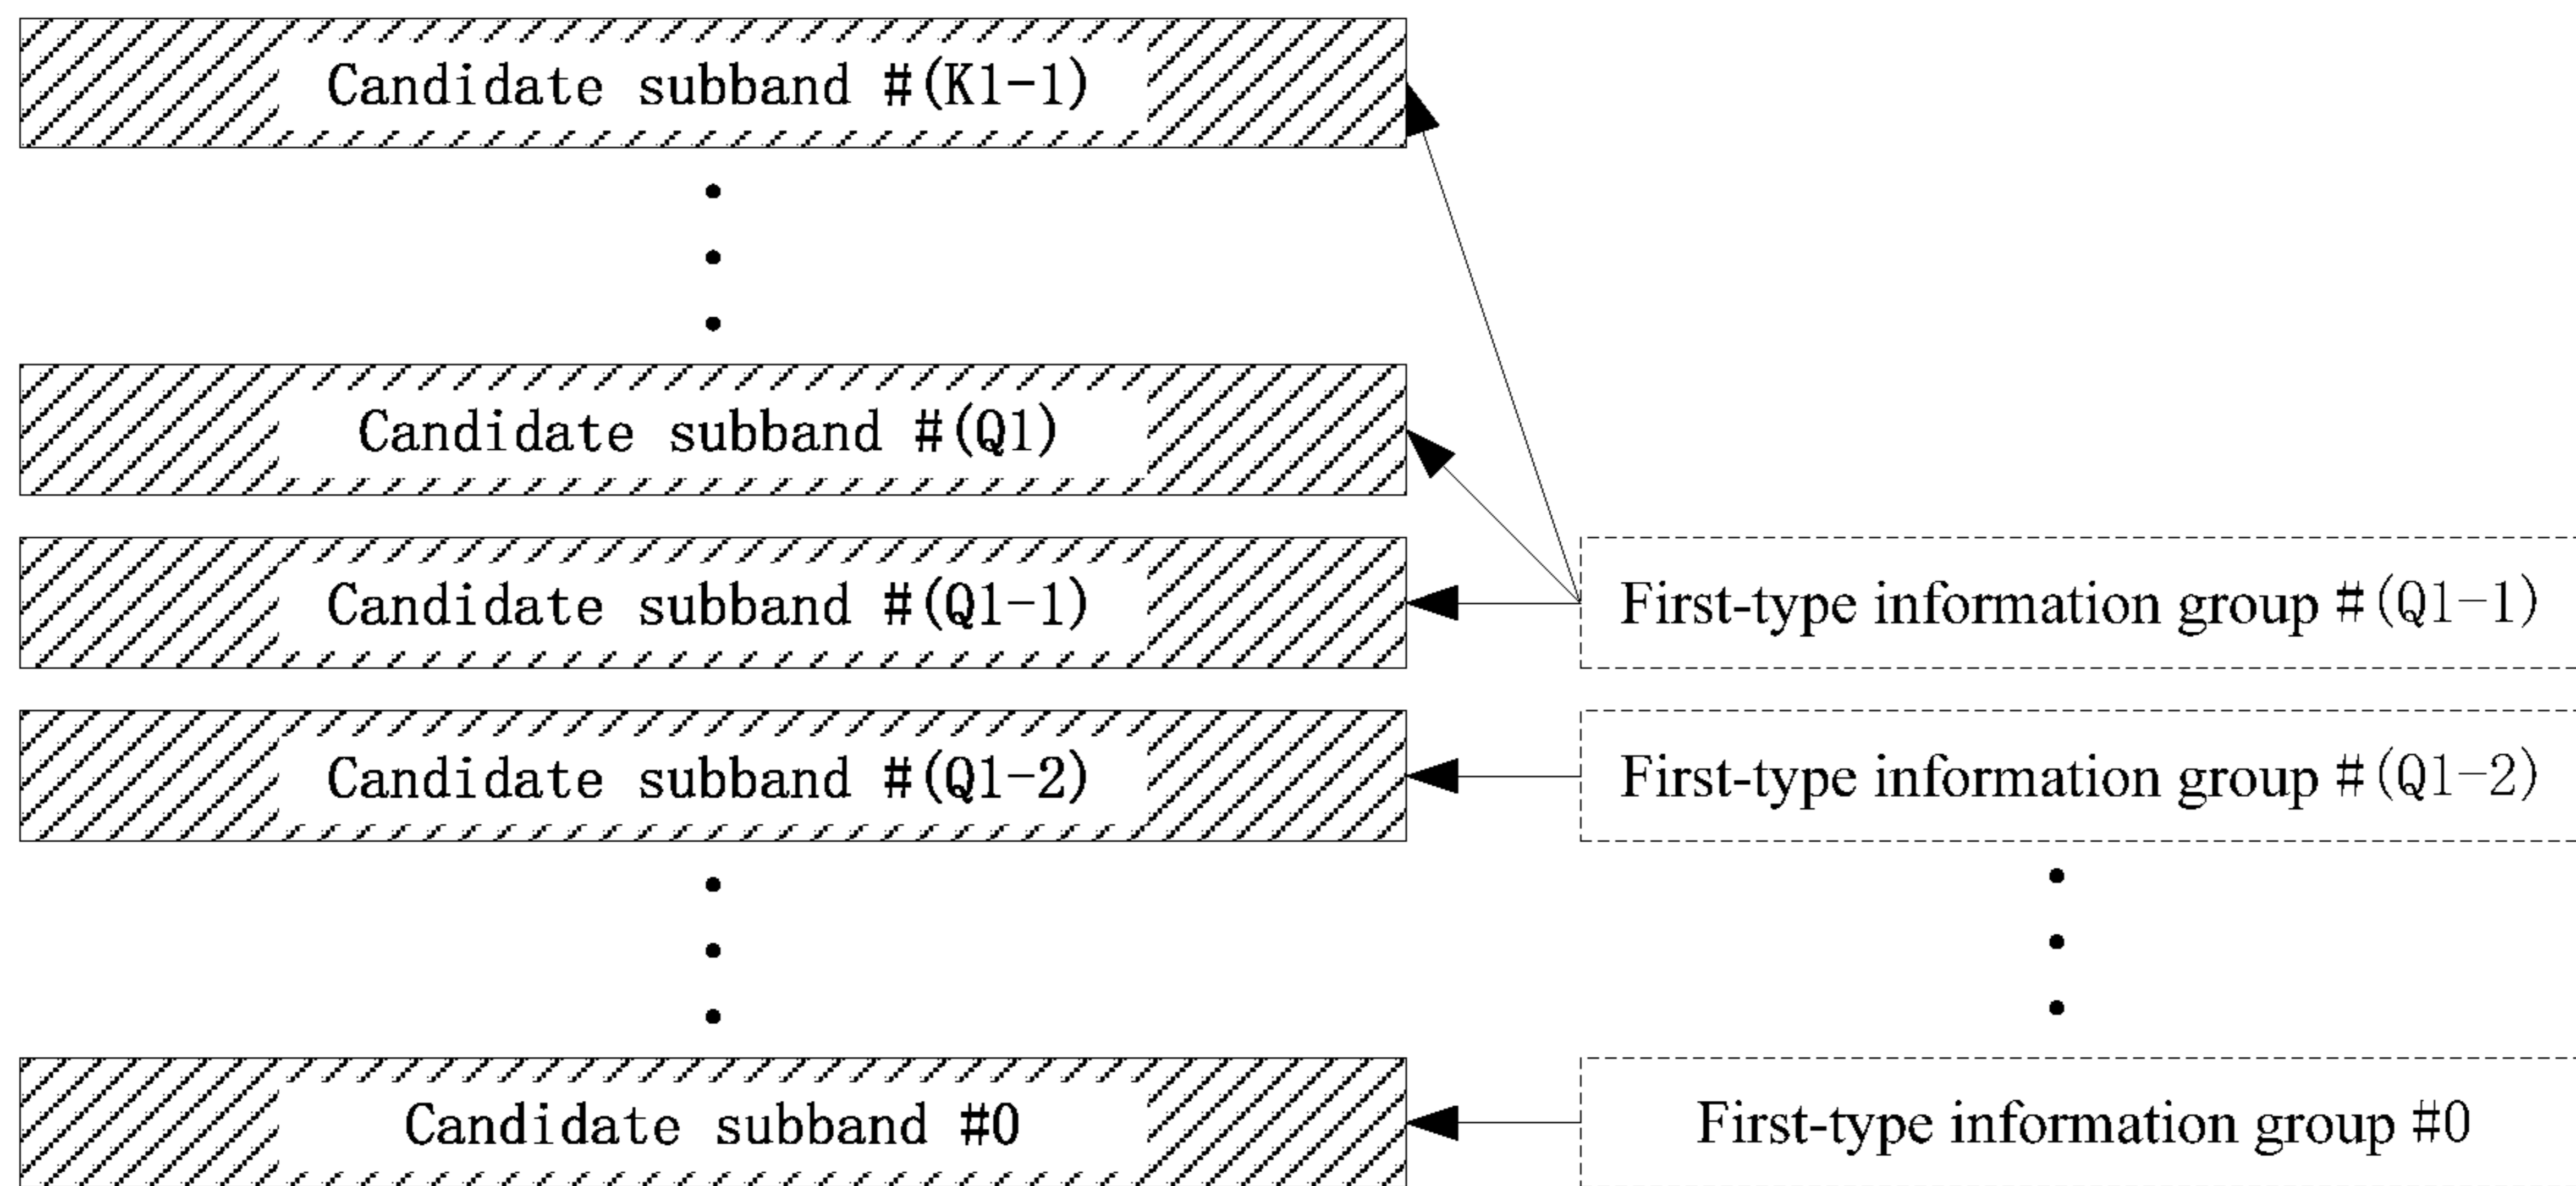 Candidate subband #(K1-1)
Candidate subband #(Q1)
Candidate subband #(Q1-1)
First-type information group #(Q1-1)
Candidate subband #(Q1-2)
First-type information group #(Q1-2)
Candidate subband #0
First-type information group #0